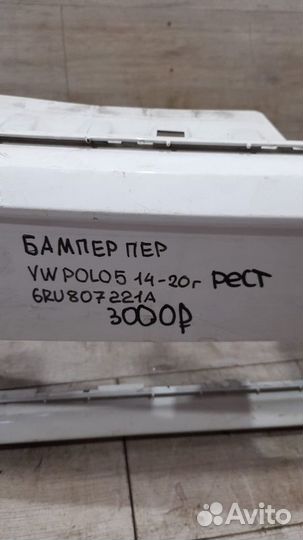 БАМПЕР ПЕР
VW POLO 5 14-20г рест
6RU807221A
3000₽
Avito